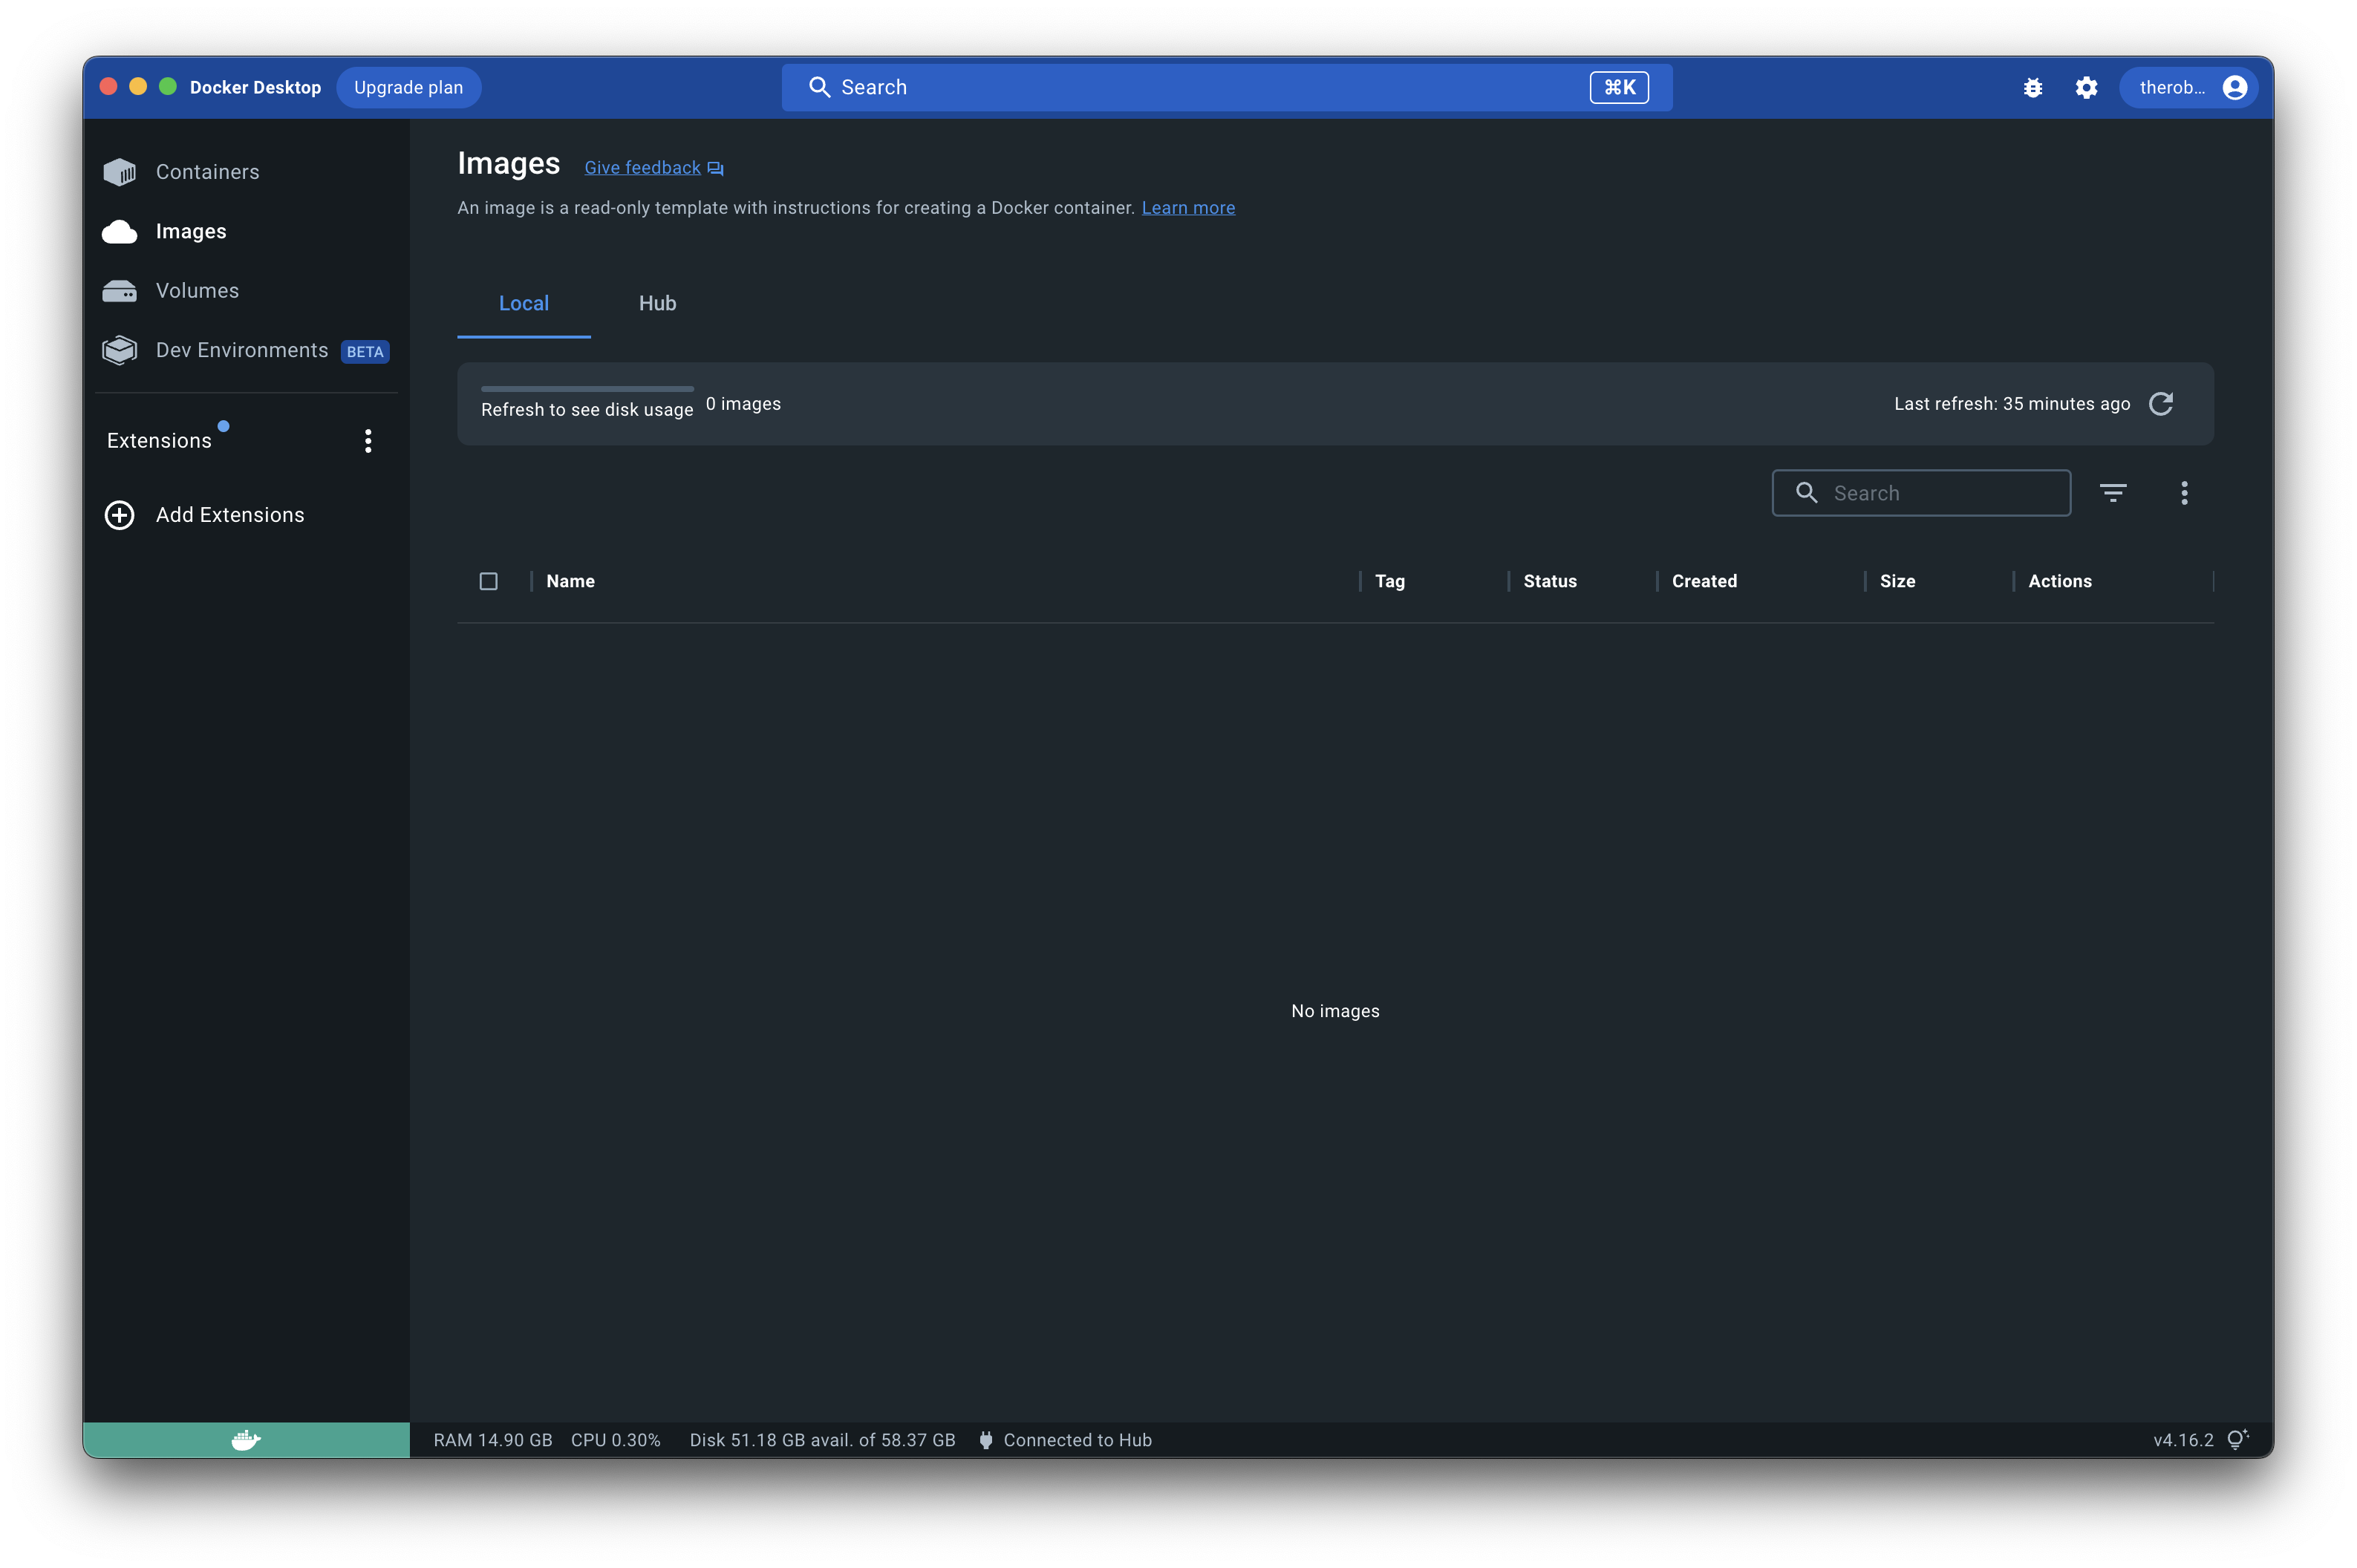 Docker Desktop Upgrade plan Search ⌘K therob...
Containers
Images
Volumes
Dev Environments BETA
Extensions
Add Extensions
Images Give feedback
An image is a read-only template with instructions for creating a Docker container. Learn more
Local Hub
Refresh to see disk usage 0 images Last refresh: 35 minutes ago
Search
Name Tag Status Created Size Actions
No images
RAM 14.90 GB CPU 0.30% Disk 51.18 GB avail. of 58.37 GB Connected to Hub v4.16.2